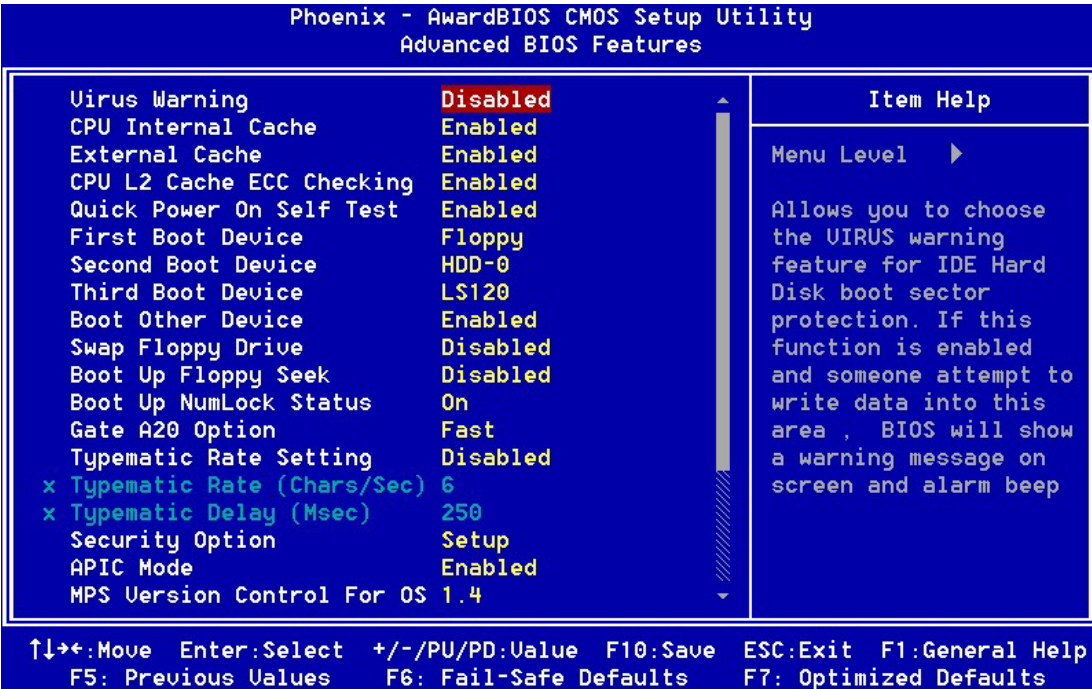 Phoenix - AwardBIOS CMOS Setup Utility
Advanced BIOS Features
Virus Warning Disabled
CPU Internal Cache Enabled
External Cache Enabled
CPU L2 Cache ECC Checking Enabled
Quick Power On Self Test Enabled
First Boot Device Floppy
Second Boot Device HDD-0
Third Boot Device LS120
Boot Other Device Enabled
Swap Floppy Drive Disabled
Boot Up Floppy Seek Disabled
Boot Up NumLock Status On
Gate A20 Option Fast
Typematic Rate Setting Disabled
x Typematic Rate (Chars/Sec) 6
x Typematic Delay (Msec) 250
Security Option Setup
APIC Mode Enabled
MPS Version Control For OS 1.4
Item Help
Menu Level ▶
Allows you to choose
the VIRUS warning
feature for IDE Hard
Disk boot sector
protection. If this
function is enabled
and someone attempt to
write data into this
area , BIOS will show
a warning message on
screen and alarm beep
↑↓→←:Move Enter:Select +/-/PU/PD:Value F10:Save ESC:Exit F1:General Help
F5: Previous Values F6: Fail-Safe Defaults F7: Optimized Defaults